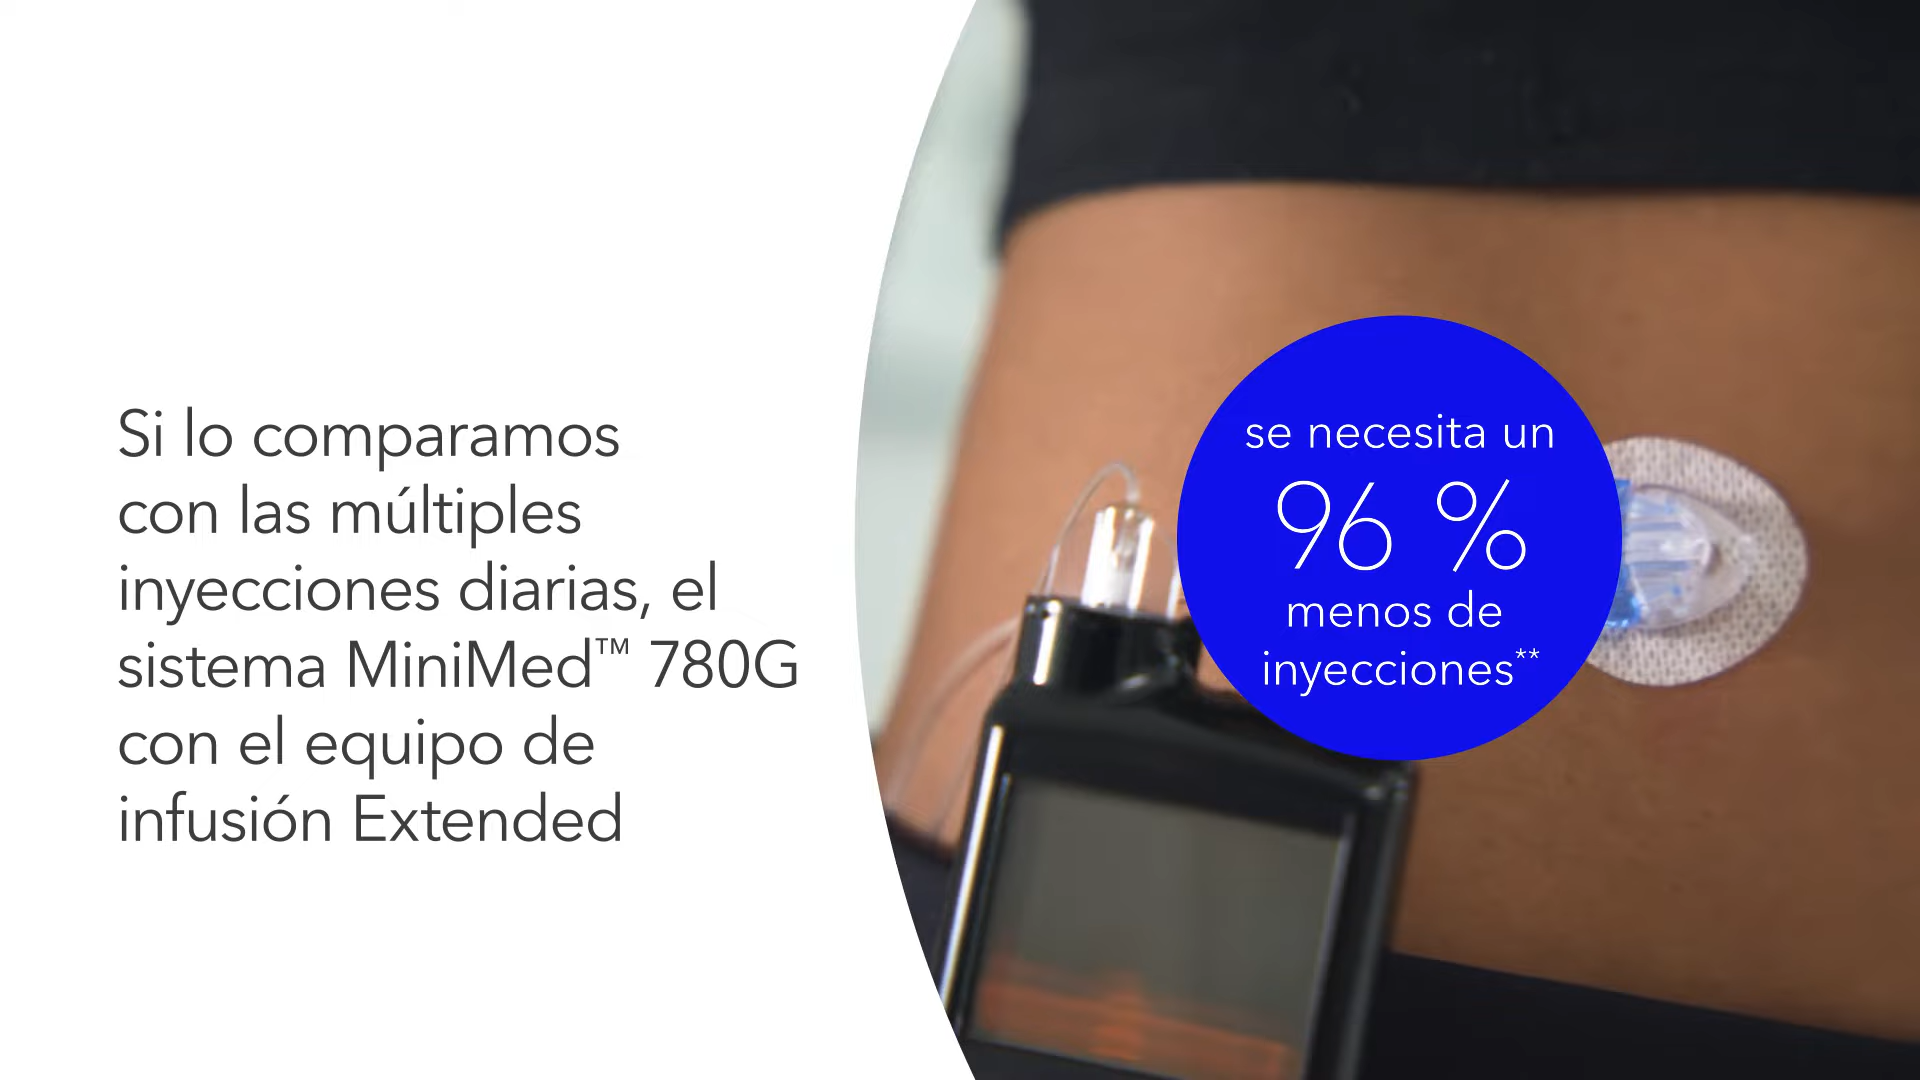 Si lo comparamos
con las múltiples
inyecciones diarias, el
sistema MiniMed™ 780G
con el equipo de
infusión Extended
se necesita un
96 %
menos de
inyecciones**